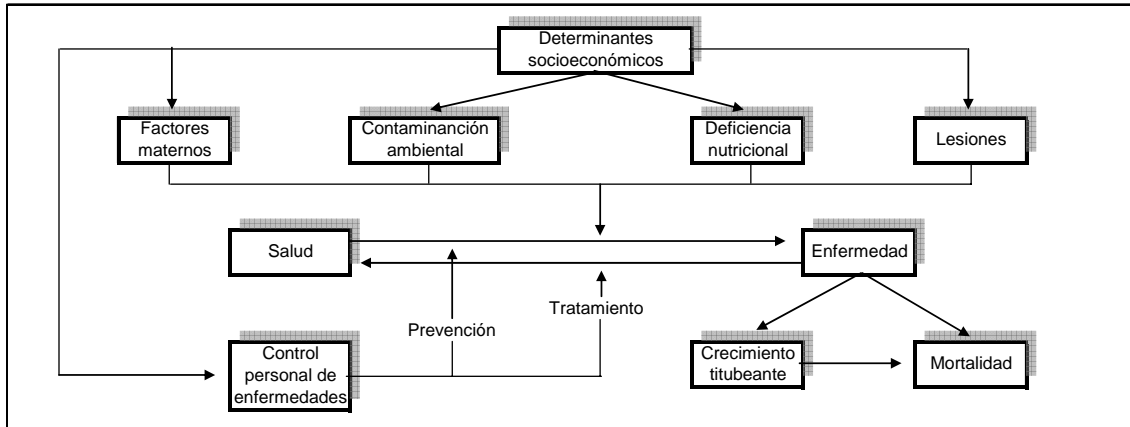 Determinantes
socioeconómicos
Factores
maternos
Contaminanción
ambiental
Deficiencia
nutricional
Lesiones
Salud
Enfermedad
Tratamiento
Prevención
Control
personal de
enfermedades
Crecimiento
titubeante
Mortalidad